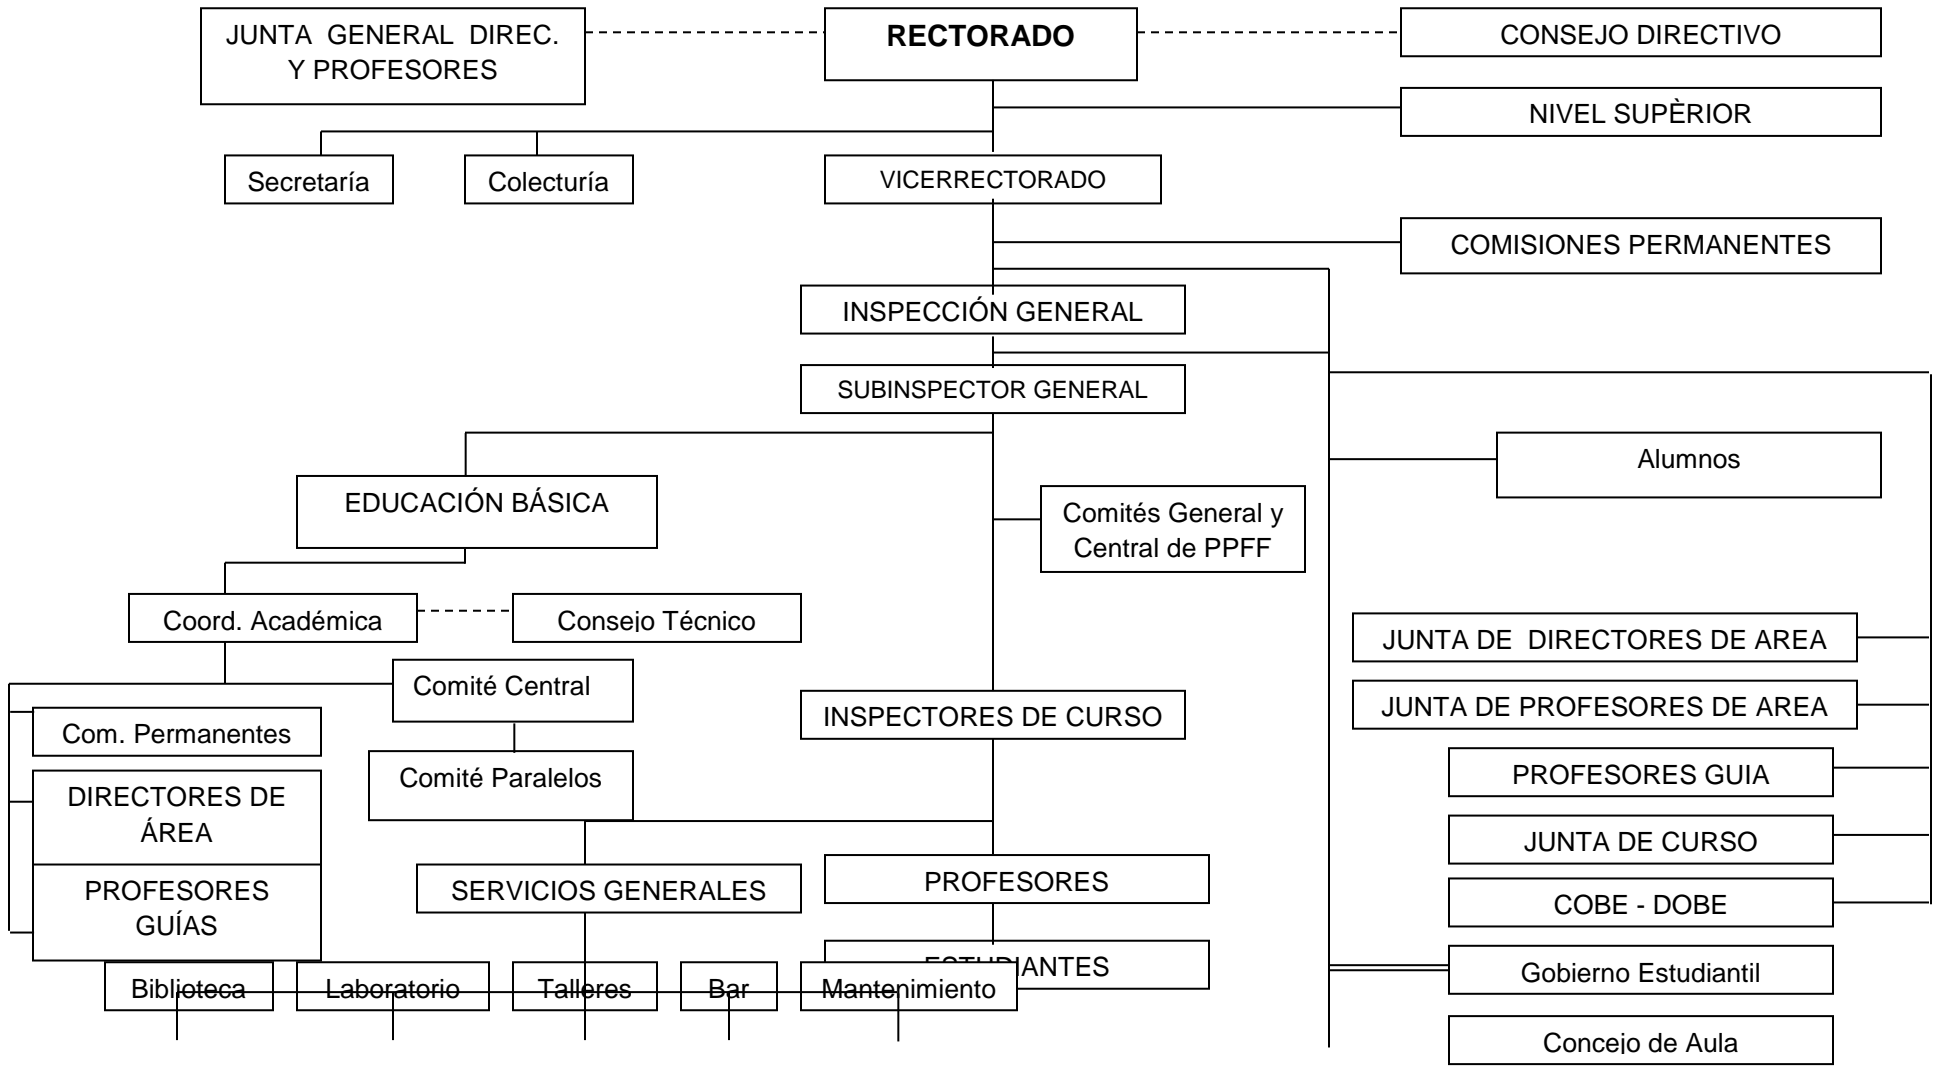 JUNTA GENERAL DIREC.
Y PROFESORES
RECTORADO
CONSEJO DIRECTIVO
NIVEL SUPÈRIOR
Secretaría
Colecturía
VICERRECTORADO
COMISIONES PERMANENTES
INSPECCIÓN GENERAL
SUBINSPECTOR GENERAL
Alumnos
EDUCACIÓN BÁSICA
Comités General y
Central de PPFF
Coord. Académica
Consejo Técnico
JUNTA DE DIRECTORES DE AREA
Comité Central
JUNTA DE PROFESORES DE AREA
INSPECTORES DE CURSO
Com. Permanentes
PROFESORES GUIA
Comité Paralelos
DIRECTORES DE
ÁREA
JUNTA DE CURSO
PROFESORES
GUÍAS
SERVICIOS GENERALES
PROFESORES
COBE - DOBE
ESTUDIANTES
Gobierno Estudiantil
Biblioteca
Laboratorio
Talleres
Bar
Mantenimiento
Concejo de Aula